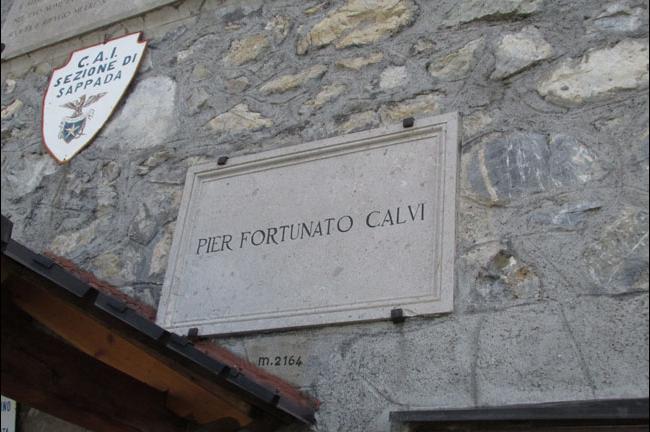 C.A.I.
SEZIONE DI
SAPPADA
PIER FORTUNATO CALVI
m.2164